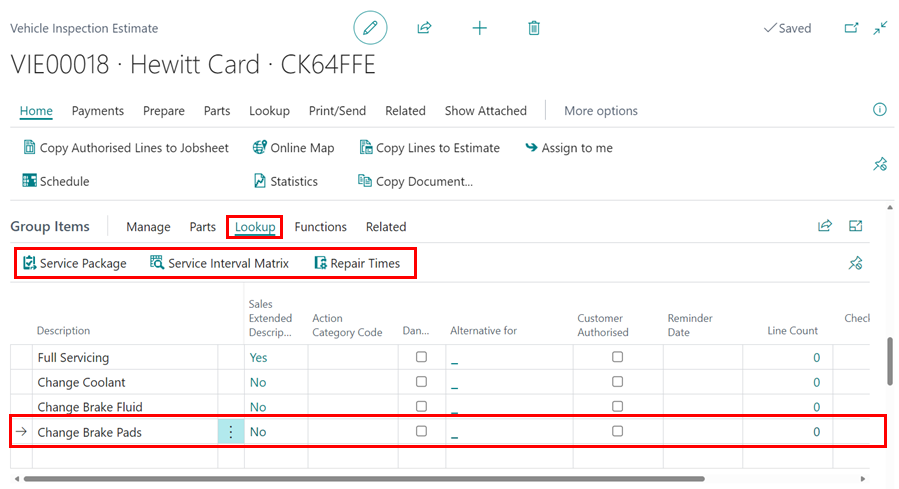 Vehicle Inspection Estimate
Saved
VIE00018 · Hewitt Card · CK64FFE
Home Payments Prepare Parts Lookup Print/Send Related Show Attached More options
Copy Authorised Lines to Jobsheet Online Map Copy Lines to Estimate Assign to me
Schedule Statistics Copy Document...
Group Items Manage Parts Lookup Functions Related
Service Package Service Interval Matrix Repair Times
Sales
Extended Action Customer Reminder Check
Description Descrip... Category Code Dan... Alternative for Authorised Date Line Count
Full Servicing Yes _ 0
Change Coolant No _ 0
Change Brake Fluid No _ 0
Change Brake Pads No _ 0